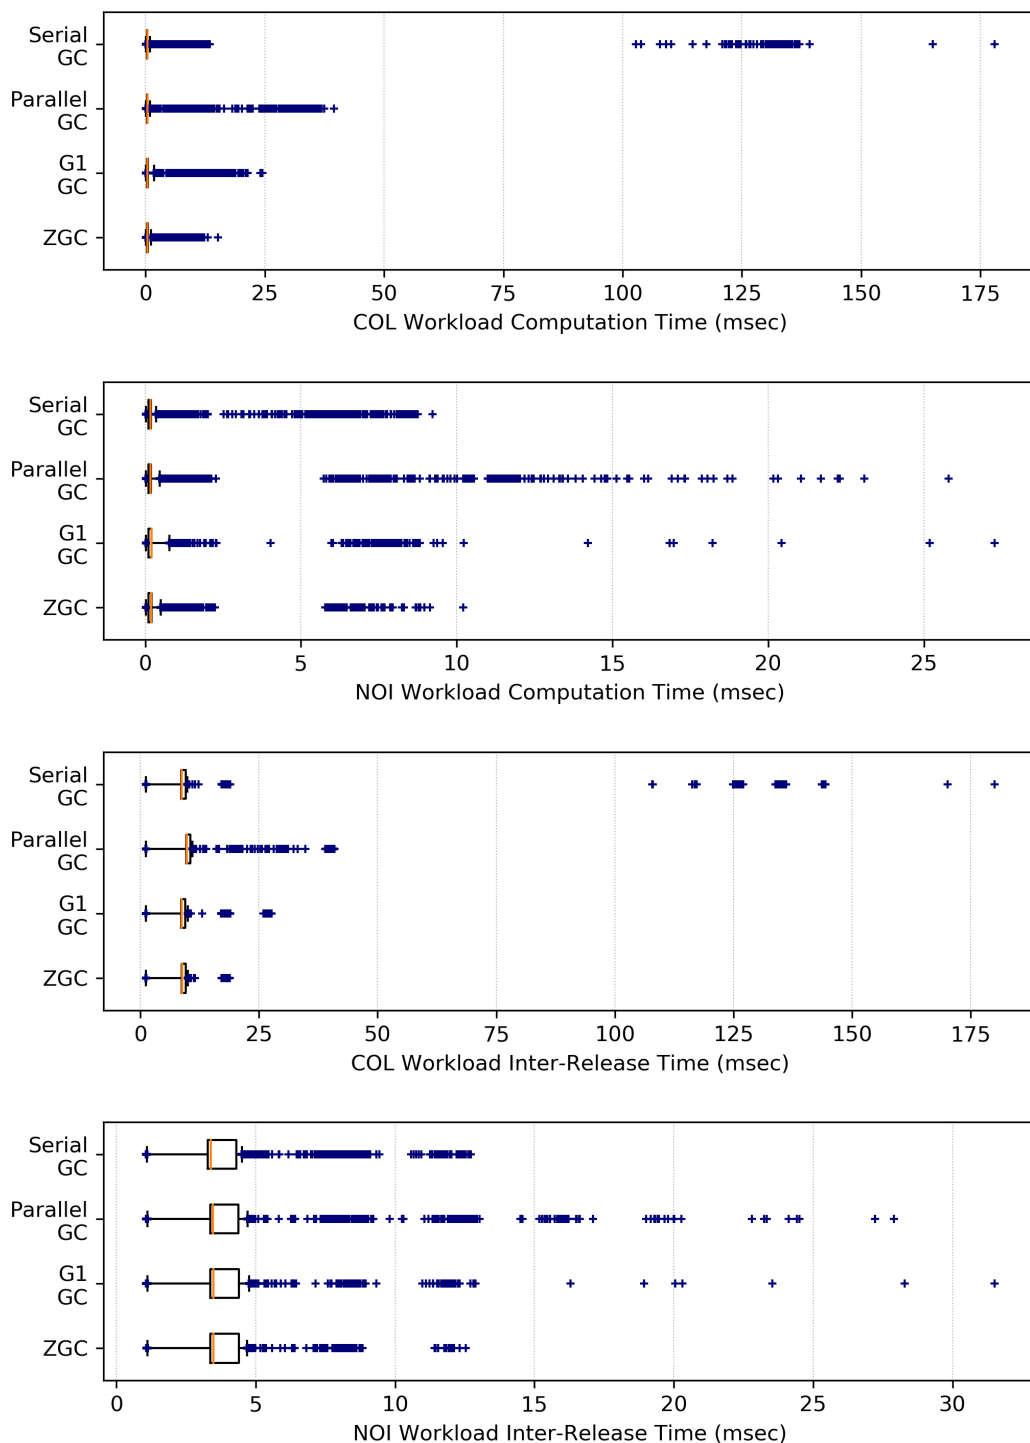 Serial
GC
Parallel
GC
G1
GC
ZGC
0 25 50 75 100 125 150 175
COL Workload Computation Time (msec)
Serial
GC
Parallel
GC
G1
GC
ZGC
0 5 10 15 20 25
NOI Workload Computation Time (msec)
Serial
GC
Parallel
GC
G1
GC
ZGC
0 25 50 75 100 125 150 175
COL Workload Inter-Release Time (msec)
Serial
GC
Parallel
GC
G1
GC
ZGC
0 5 10 15 20 25 30
NOI Workload Inter-Release Time (msec)